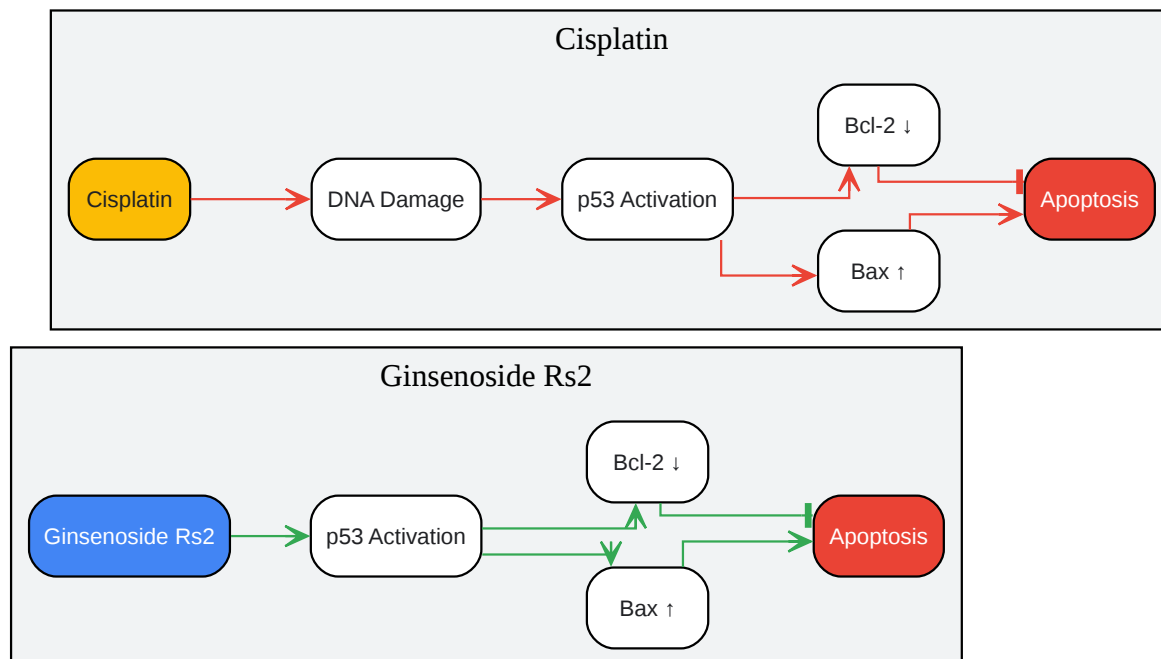 Cisplatin
Bcl-2 ↓
Cisplatin
DNA Damage
p53 Activation
Apoptosis
Bax ↑
Ginsenoside Rs2
Bcl-2 ↓
Ginsenoside Rs2
p53 Activation
Apoptosis
Bax ↑